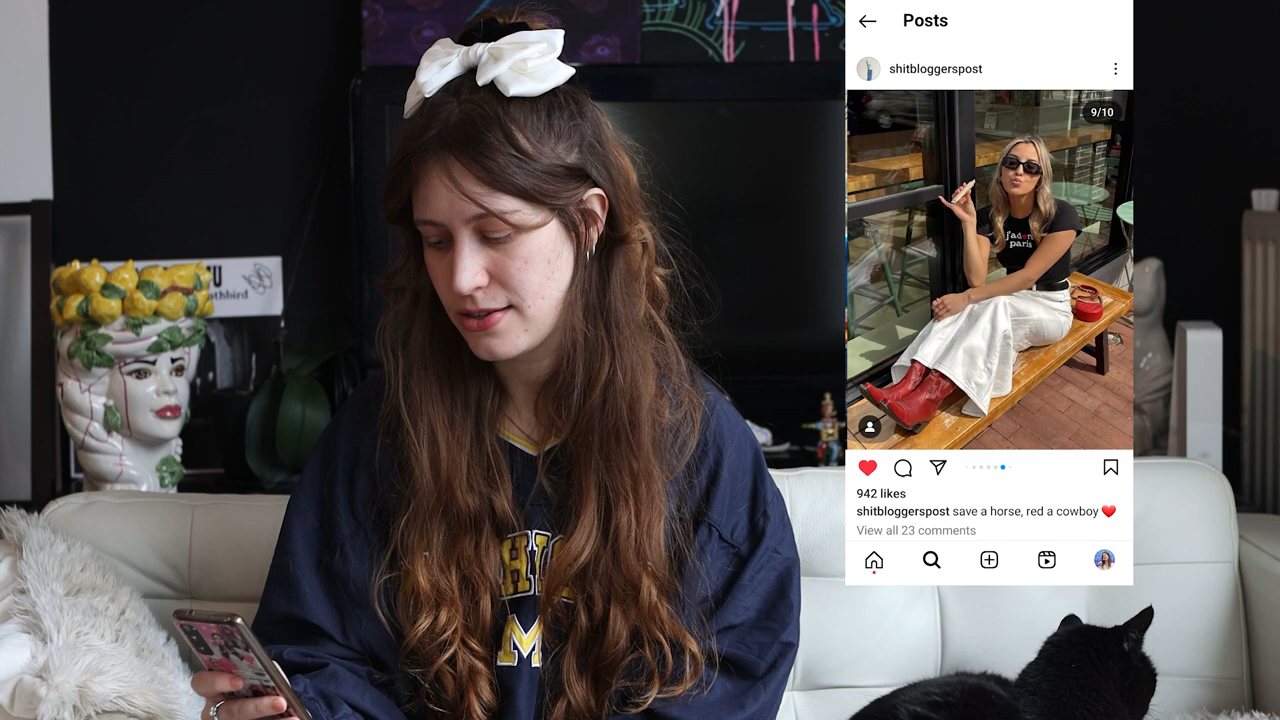 Posts
shitbloggerspost
9/10
j'adore
paris
942 likes
shitbloggerspost save a horse, red a cowboy ❤️
View all 23 comments
M